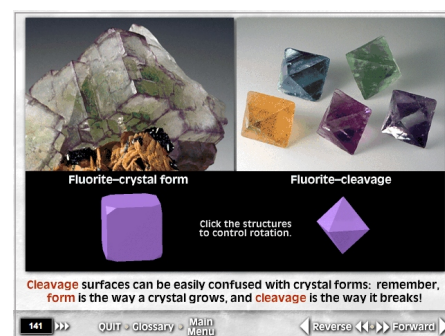 Fluorite–crystal form
Fluorite–cleavage
Click the structures
to control rotation.
Cleavage surfaces can be easily confused with crystal forms: remember,
form is the way a crystal grows, and cleavage is the way it breaks!
141
QUIT
Glossary
Main
Menu
Reverse
Forward